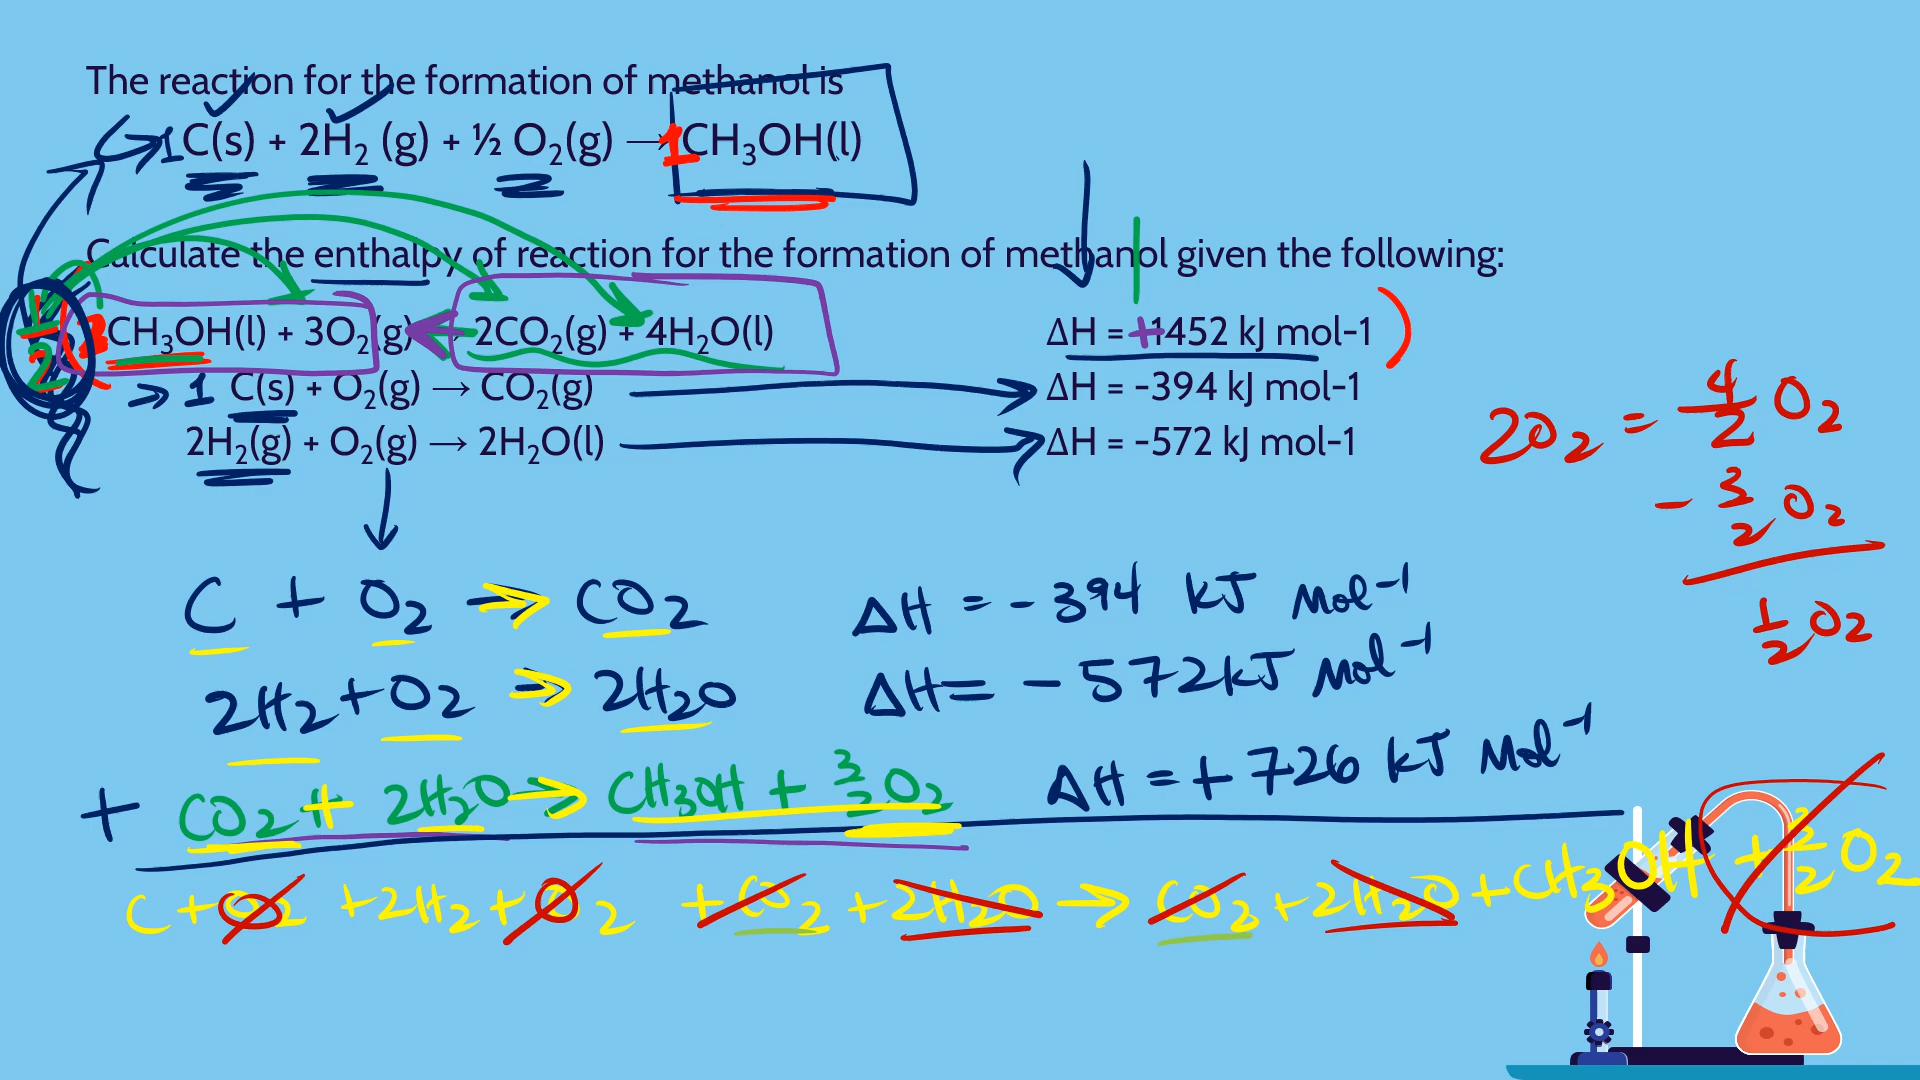 The reaction for the formation of methanol is
1 C(s) + 2H₂ (g) + ½ O₂(g) → 1 CH₃OH(l)
Calculate the enthalpy of reaction for the formation of methanol given the following:
CH₃OH(l) + 3O₂(g) 2CO₂(g) + 4H₂O(l) ΔH = +1452 kJ mol-1
1 C(s) + O₂(g) → CO₂(g) ΔH = -394 kJ mol-1
2H₂(g) + O₂(g) → 2H₂O(l) ΔH = -572 kJ mol-1
2O₂ = 4/2 O₂
- 3/2 O₂
1/2 O₂
C + O₂ → CO₂ ΔH = -394 kJ mol⁻¹
2H₂ + O₂ → 2H₂O ΔH = -572 kJ mol⁻¹
+ CO₂ + 2H₂O → CH₃OH + 3/2 O₂ ΔH = +726 kJ mol⁻¹
C + O₂ + 2H₂ + O₂ + CO₂ + 2H₂O → CO₂ + 2H₂O + CH₃OH + 3/2 O₂